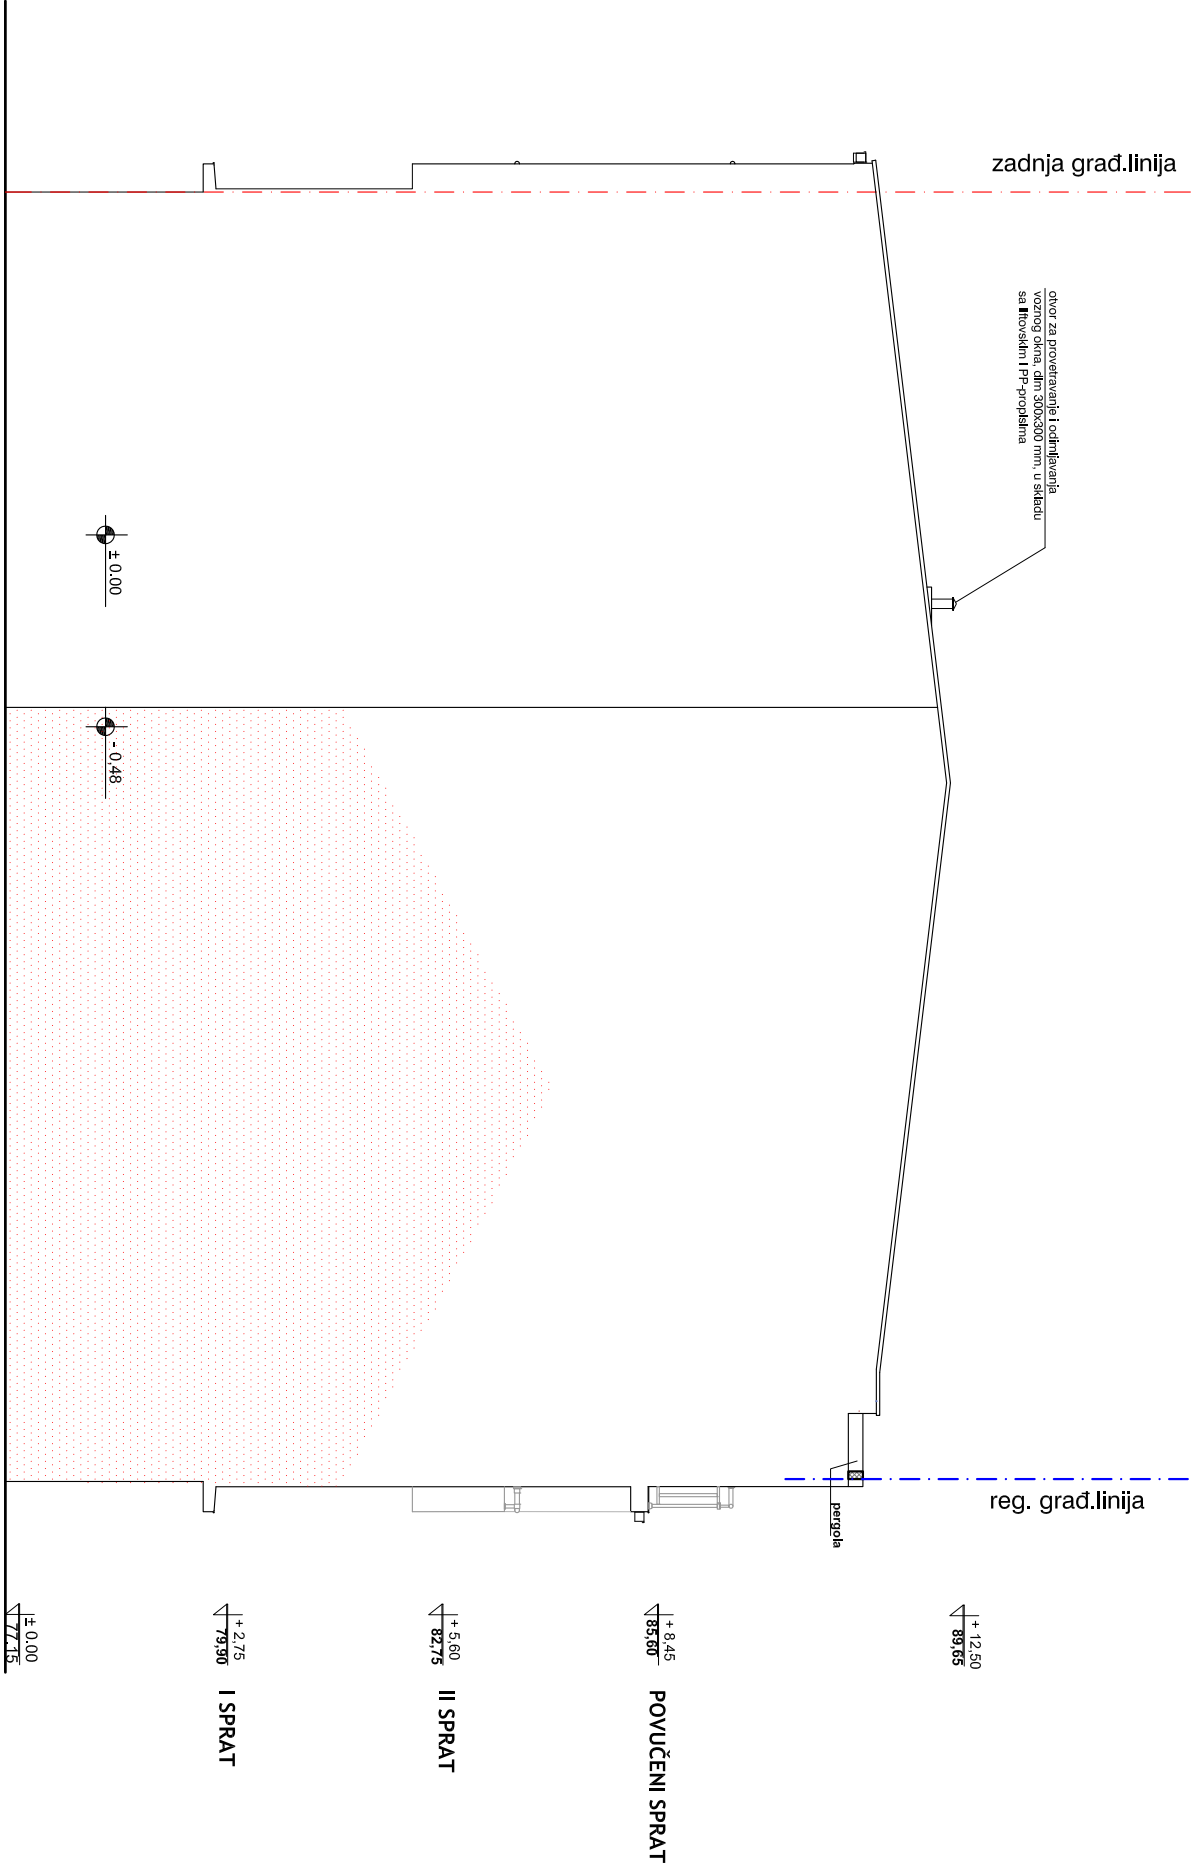 zadnja građ.linija
otvor za provetravanje i odimljavanja
voznog okna, dim 300x300 mm, u skladu
sa liftovskim i PP-propisima
± 0.00
- 0,48
pergola
reg. građ.linija
+ 12,50
89,65
+ 8,45
85,60
POVUČENI SPRAT
+ 5,60
82,75
II SPRAT
+ 2,75
79,90
I SPRAT
± 0.00
77.15